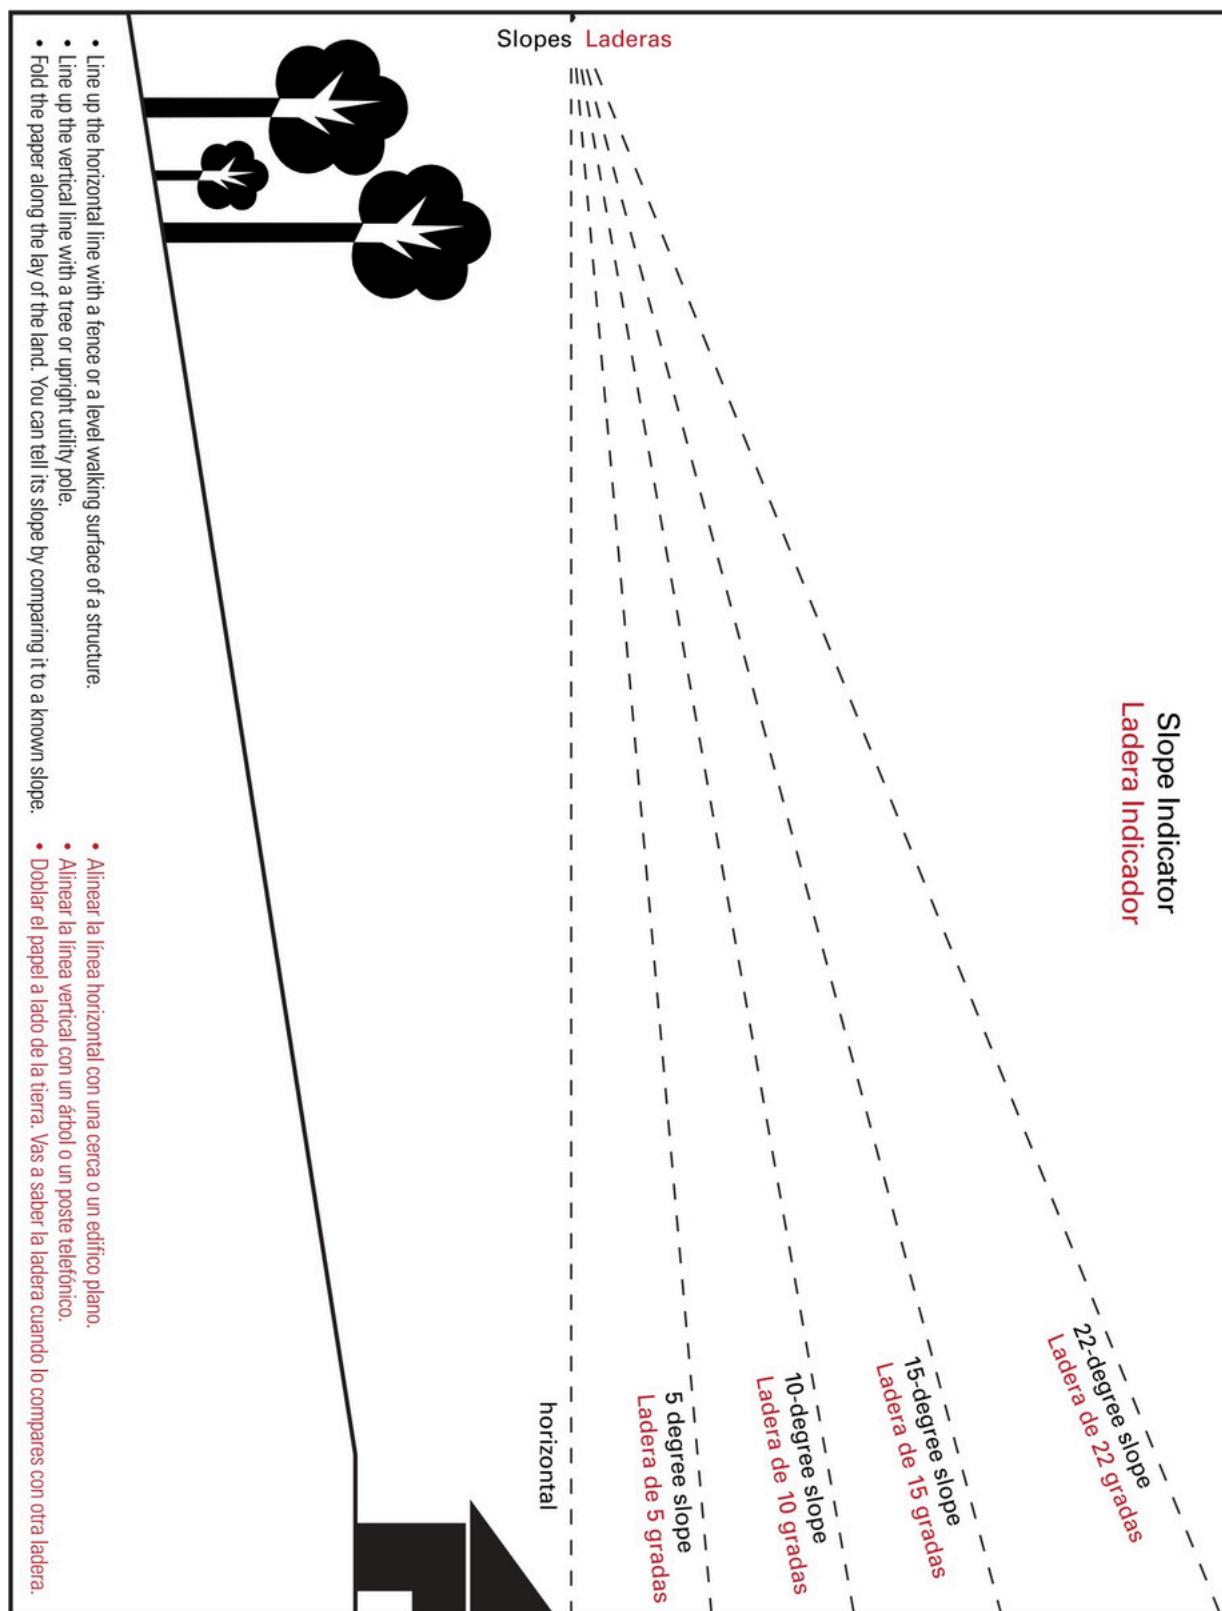 Slope Indicator
Ladera Indicador
Slopes Laderas
22-degree slope
Ladera de 22 gradas
15-degree slope
Ladera de 15 gradas
10-degree slope
Ladera de 10 gradas
5 degree slope
Ladera de 5 gradas
horizontal
• Line up the horizontal line with a fence or a level walking surface of a structure.
• Line up the vertical line with a tree or upright utility pole.
• Fold the paper along the lay of the land. You can tell its slope by comparing it to a known slope.
• Alinear la línea horizontal con una cerca o un edifico plano.
• Alinear la línea vertical con un árbol o un poste telefónico.
• Doblar el papel a lado de la tierra. Vas a saber la ladera cuando lo compares con otra ladera.